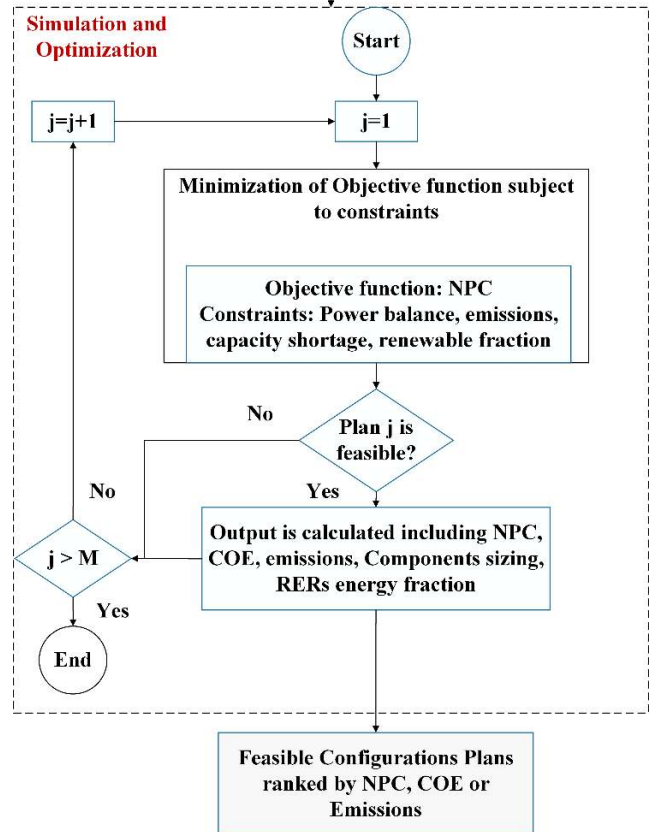 Simulation and
Optimization
Start
j=j+1
j=1
Minimization of Objective function subject
to constraints
Objective function: NPC
Constraints: Power balance, emissions,
capacity shortage, renewable fraction
No
Plan j is
feasible?
Yes
No
Output is calculated including NPC,
COE, emissions, Components sizing,
RERs energy fraction
j > M
Yes
End
Feasible Configurations Plans
ranked by NPC, COE or
Emissions